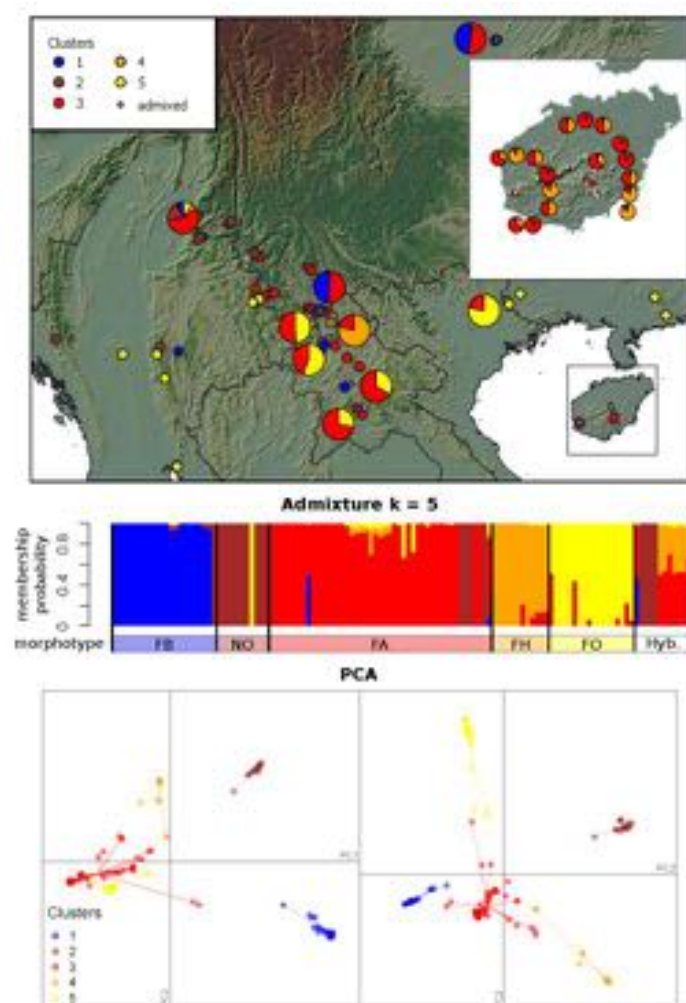 Clusters
1
4
2
5
3
admixed
Admixture k = 5
membership
probability
0.8
0.4
0
morphotype
FB
NO
FA
FH
FO
Hyb.
PCA
Clusters
1
2
3
4
5